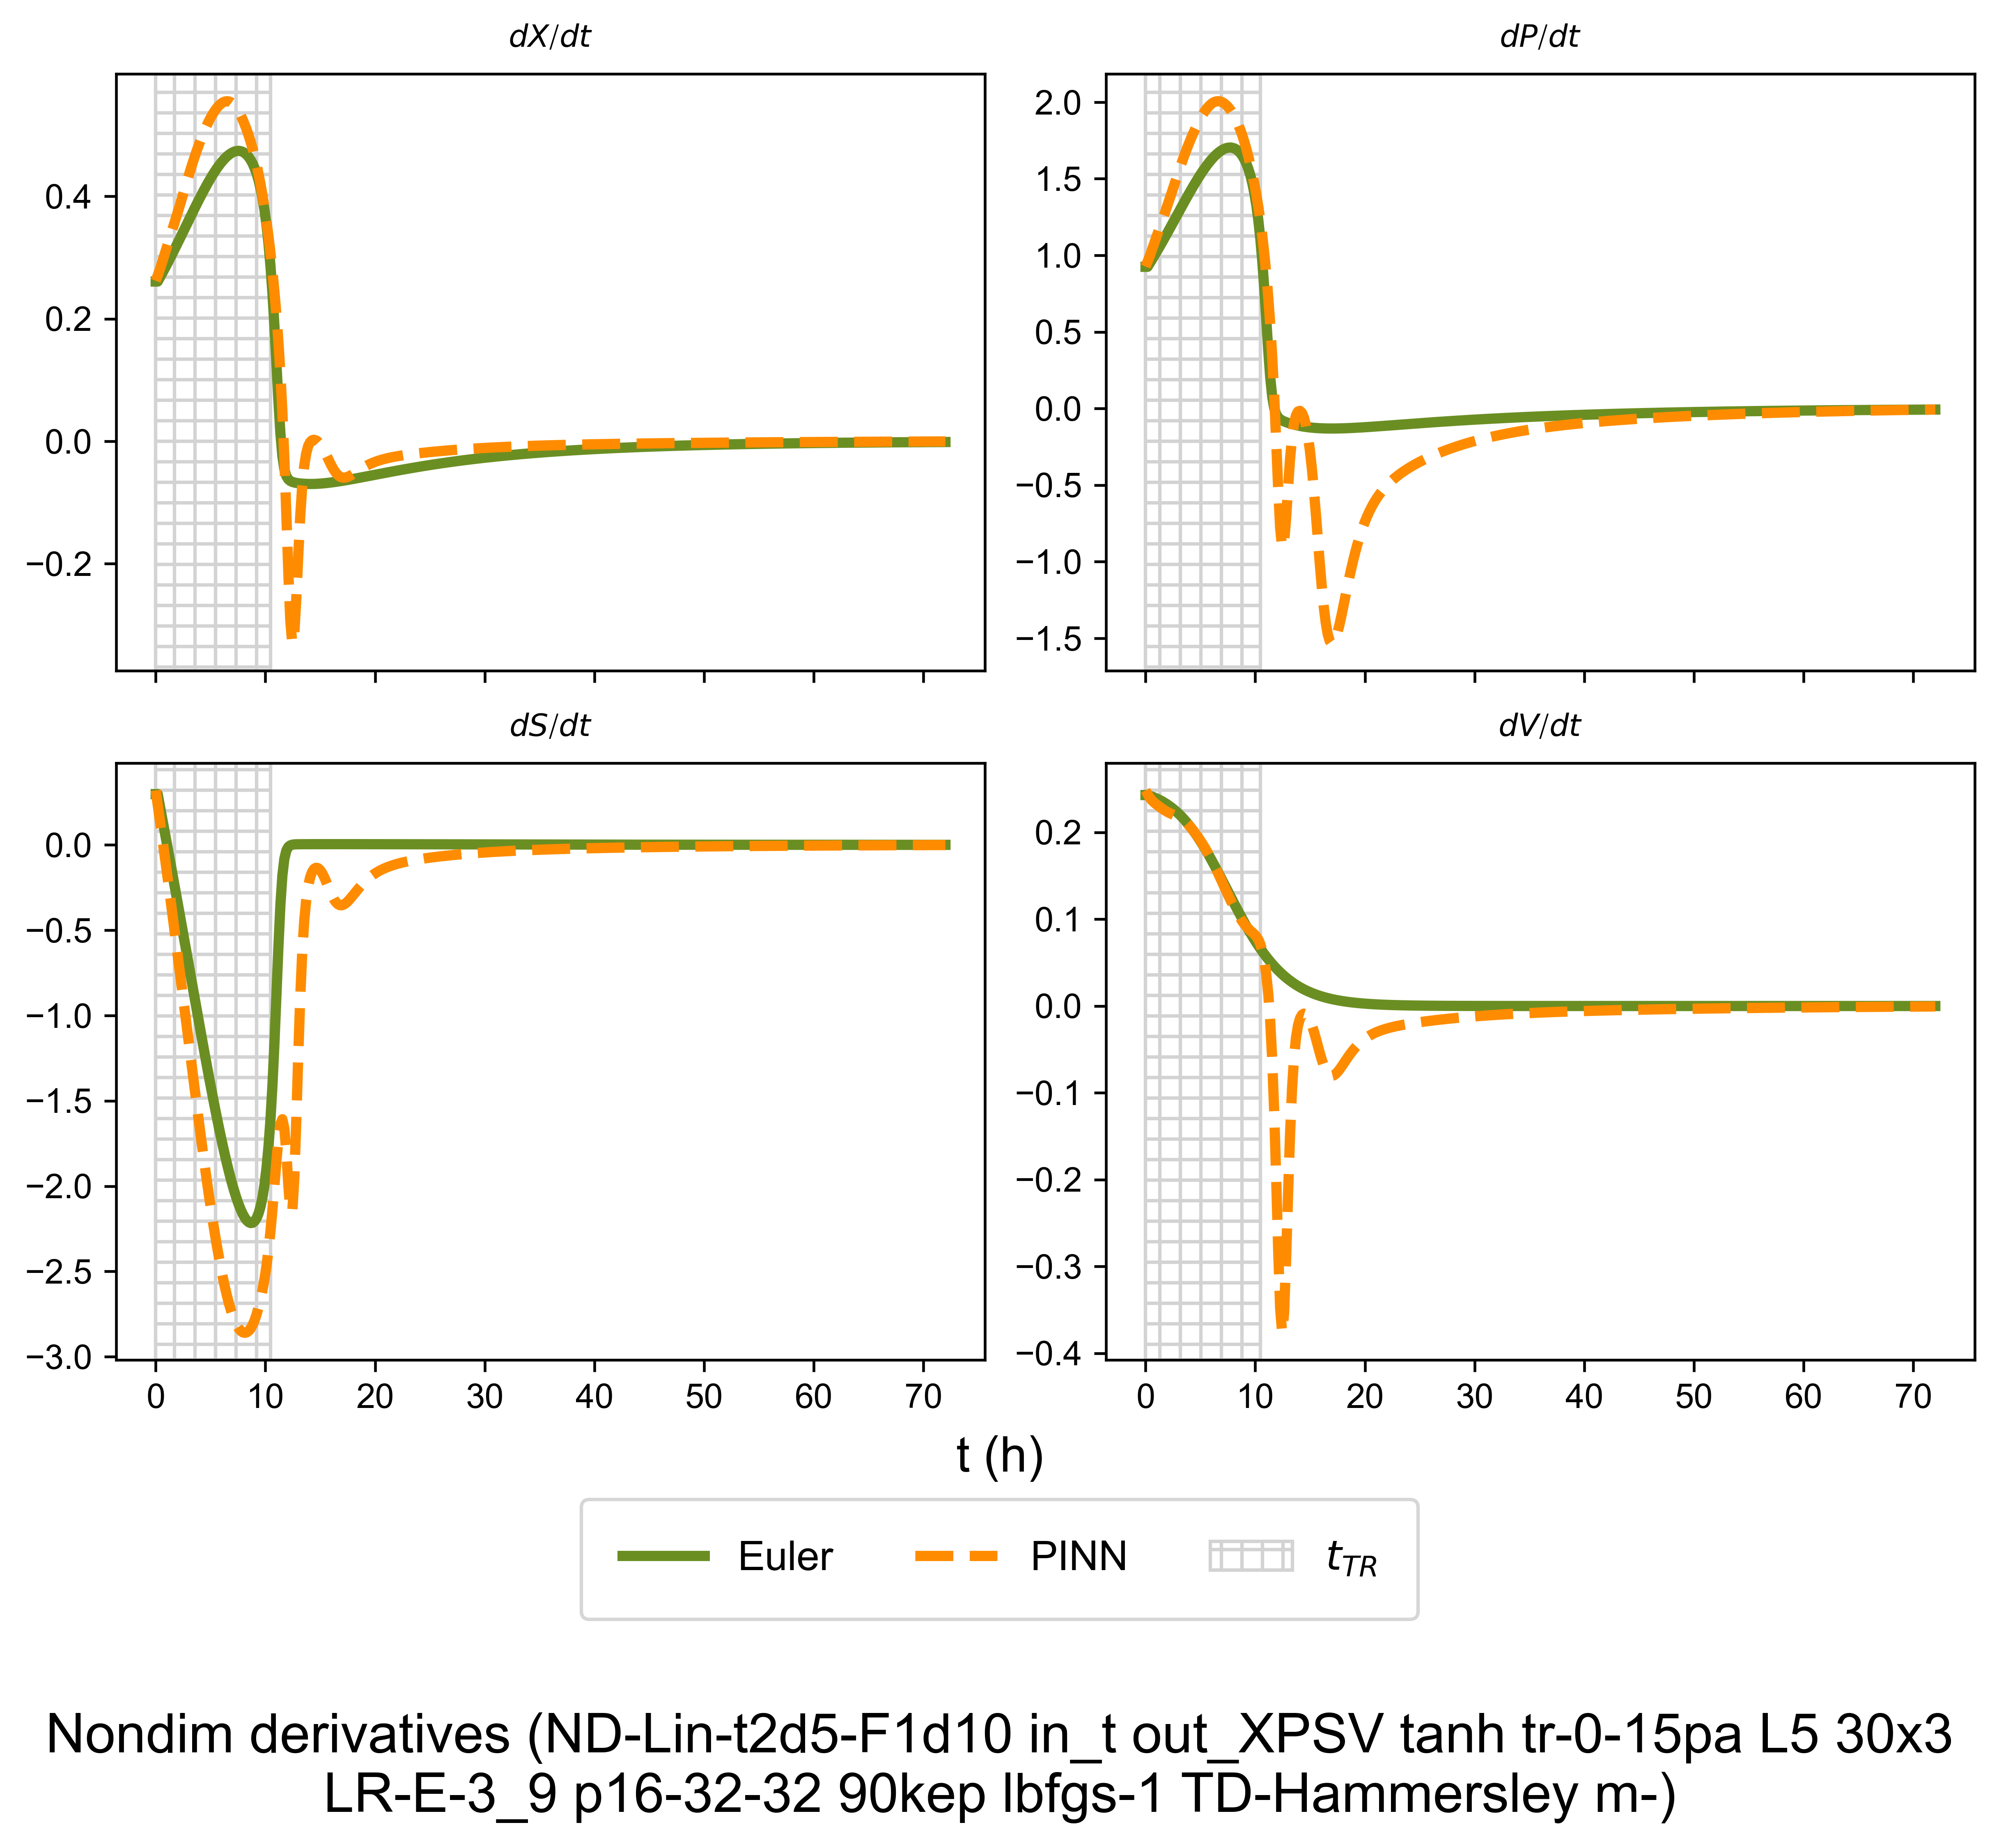 dX/dt
dP/dt
0.4
0.2
0.0
−0.2
2.0
1.5
1.0
0.5
0.0
−0.5
−1.0
−1.5
dS/dt
dV/dt
0.0
−0.5
−1.0
−1.5
−2.0
−2.5
−3.0
0.2
0.1
0.0
−0.1
−0.2
−0.3
−0.4
0 10 20 30 40 50 60 70
0 10 20 30 40 50 60 70
t (h)
Euler PINN t_TR
Nondim derivatives (ND-Lin-t2d5-F1d10 in_t out_XPSV tanh tr-0-15pa L5 30x3
LR-E-3_9 p16-32-32 90kep lbfgs-1 TD-Hammersley m-)